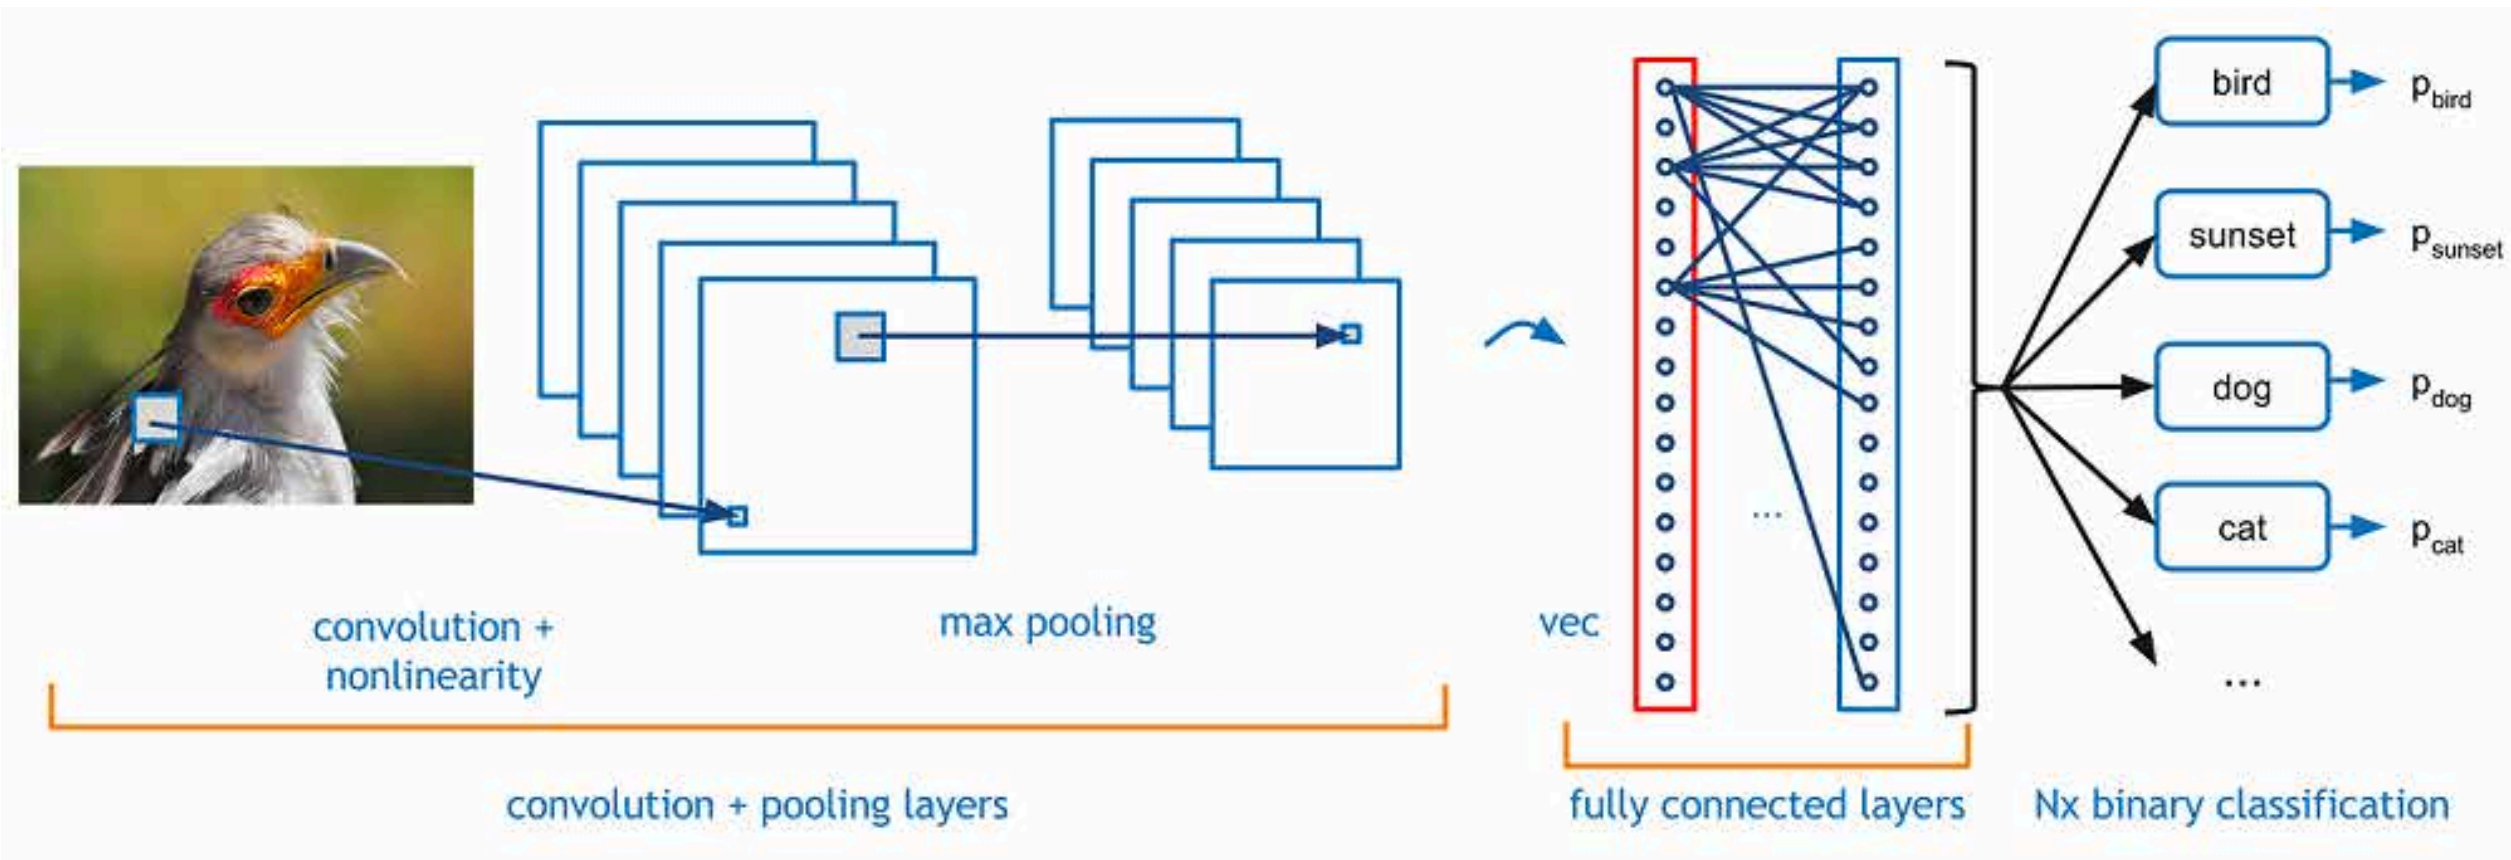 bird
p_bird
sunset
p_sunset
dog
p_dog
...
cat
p_cat
convolution +
nonlinearity
max pooling
vec
...
convolution + pooling layers
fully connected layers
Nx binary classification